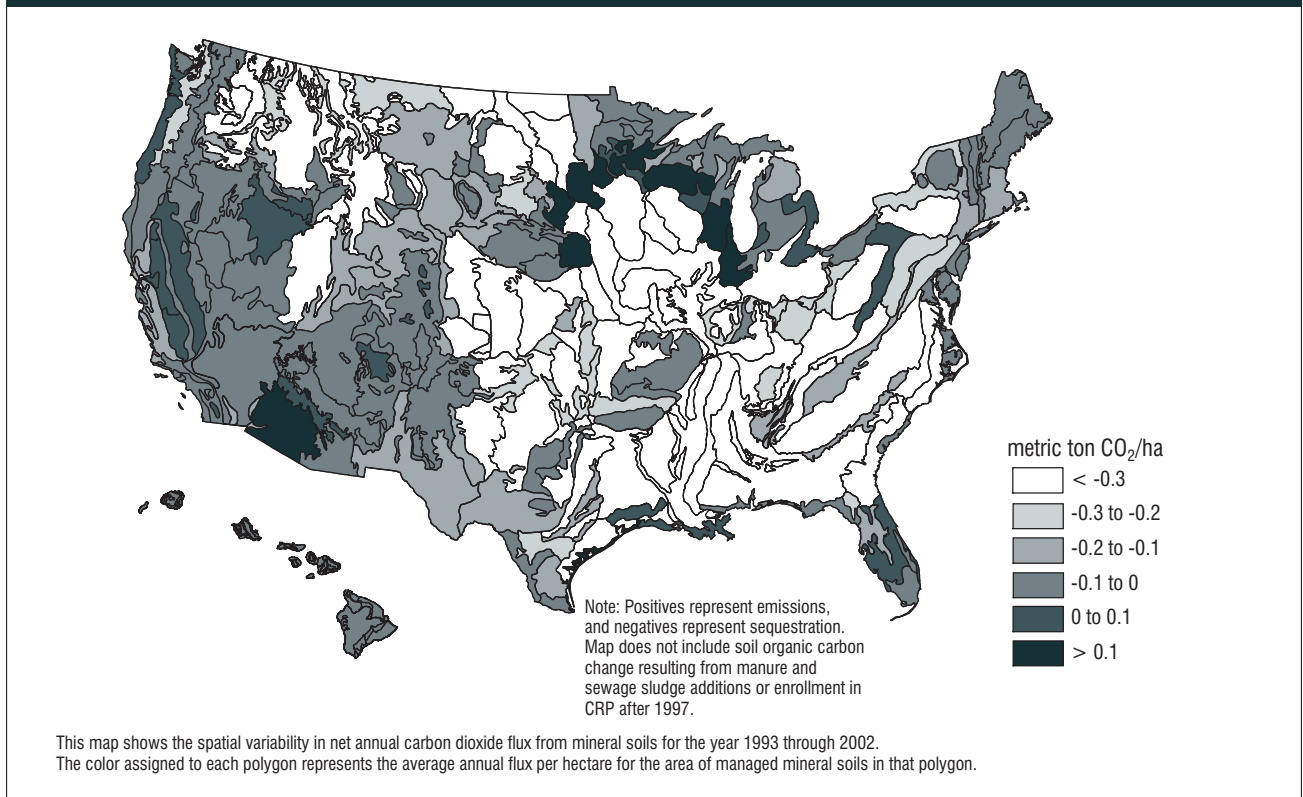 metric ton CO₂/ha
< -0.3
-0.3 to -0.2
-0.2 to -0.1
-0.1 to 0
0 to 0.1
> 0.1
Note: Positives represent emissions,
and negatives represent sequestration.
Map does not include soil organic carbon
change resulting from manure and
sewage sludge additions or enrollment in
CRP after 1997.
This map shows the spatial variability in net annual carbon dioxide flux from mineral soils for the year 1993 through 2002.
The color assigned to each polygon represents the average annual flux per hectare for the area of managed mineral soils in that polygon.